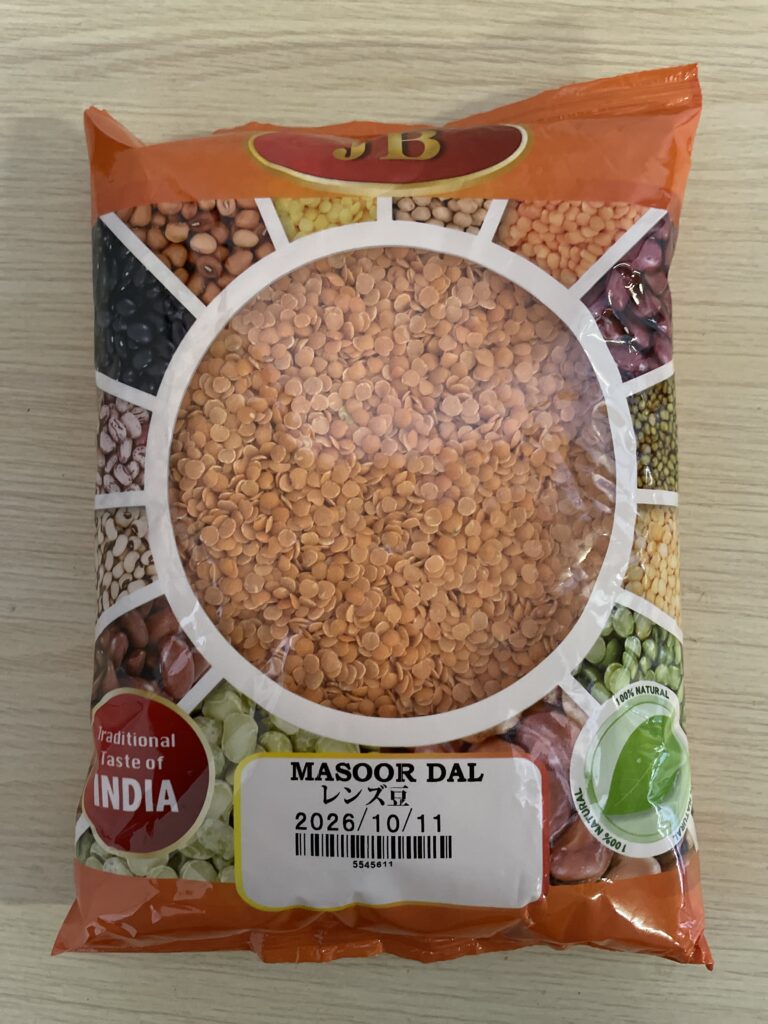 JB
Traditional
Taste of
INDIA
MASOOR DAL
レンズ豆
2026/10/11
5545611
100% NATURAL
100% NATURAL
NATURAL